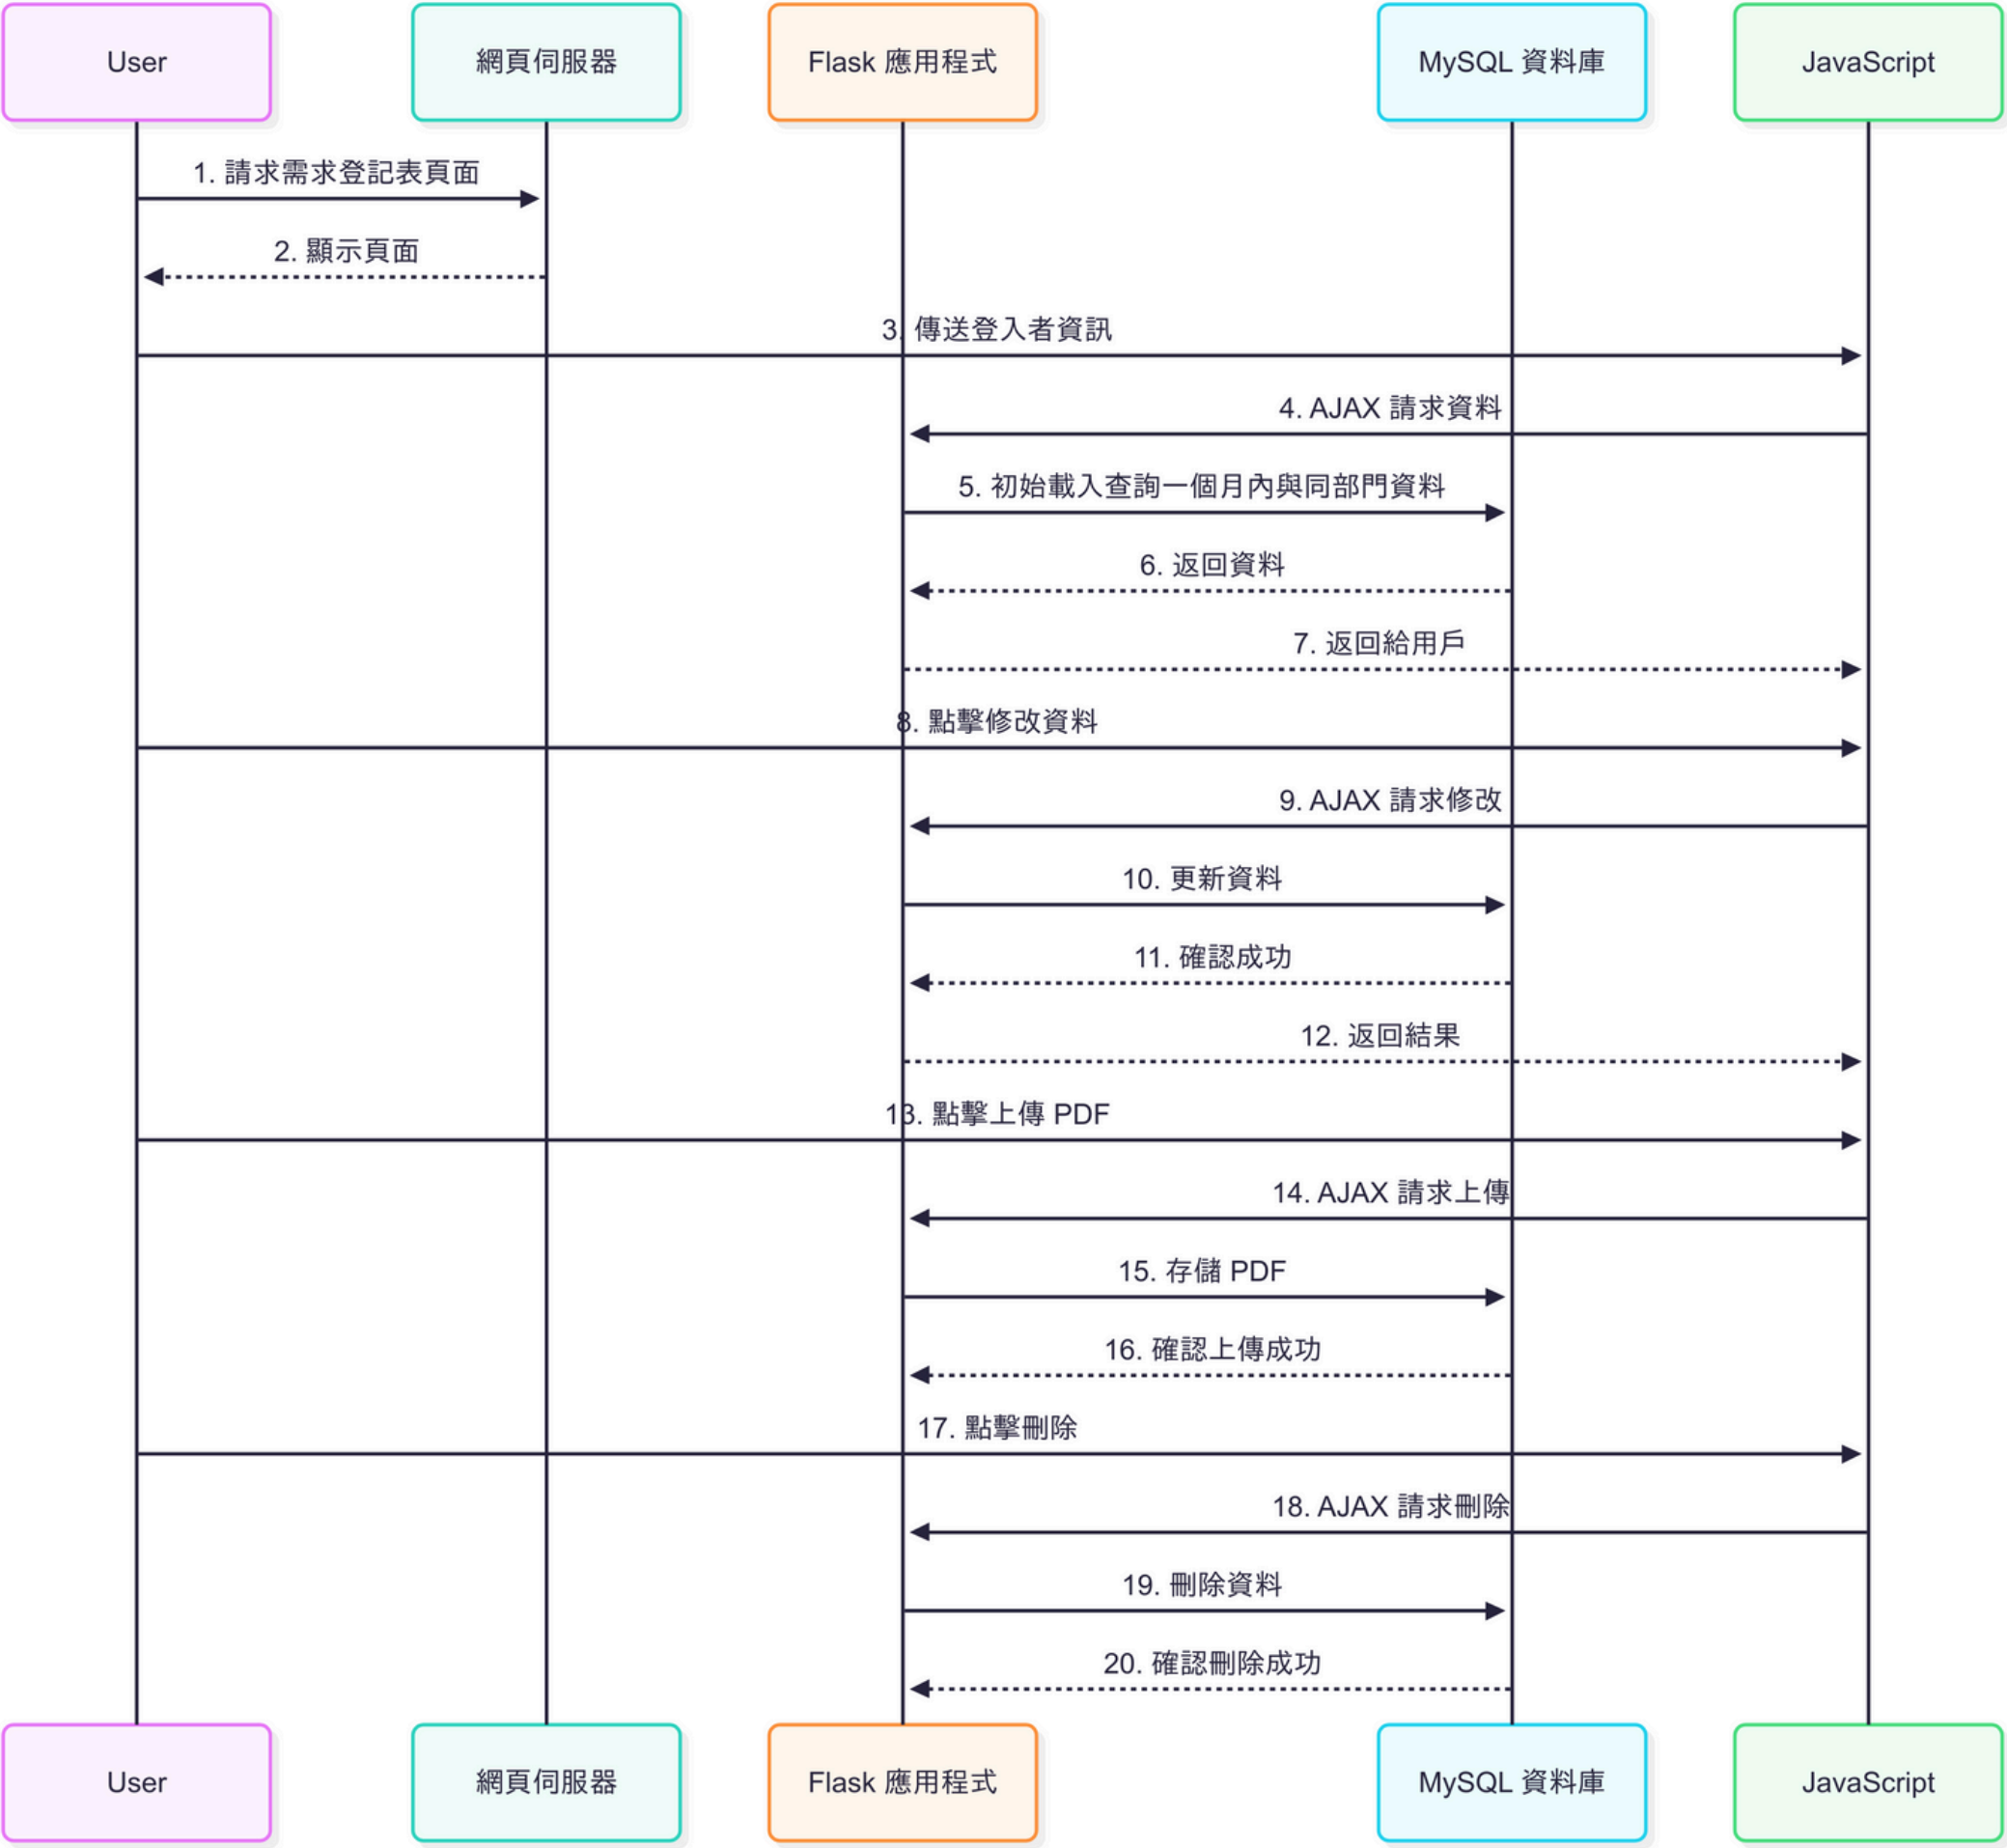 User
網頁伺服器
Flask 應用程式
MySQL 資料庫
JavaScript
1. 請求需求登記表頁面
2. 顯示頁面
3. 傳送登入者資訊
4. AJAX 請求資料
5. 初始載入查詢一個月內與同部門資料
6. 返回資料
7. 返回給用戶
8. 點擊修改資料
9. AJAX 請求修改
10. 更新資料
11. 確認成功
12. 返回結果
13. 點擊上傳 PDF
14. AJAX 請求上傳
15. 存儲 PDF
16. 確認上傳成功
17. 點擊刪除
18. AJAX 請求刪除
19. 刪除資料
20. 確認刪除成功
User
網頁伺服器
Flask 應用程式
MySQL 資料庫
JavaScript